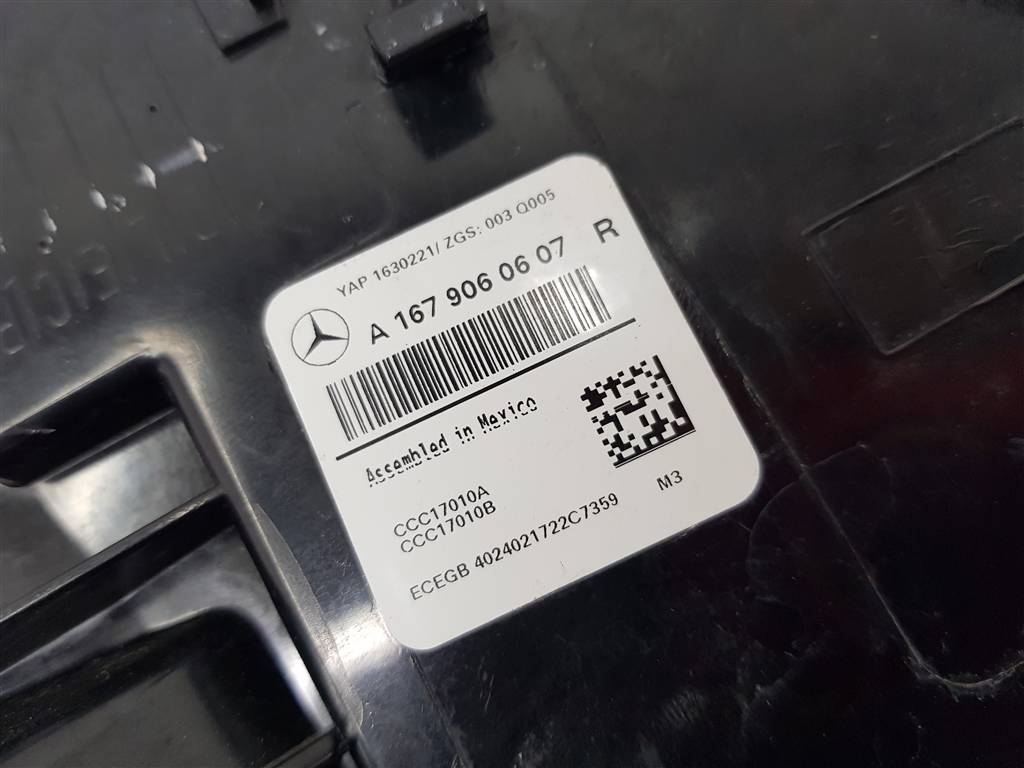 YAP 1630221/ ZGS: 003 Q005
A 167 906 06 07 R
Assembled in Mexico
CCC17010A
CCC17010B
M3
ECEGB 4024021722C7359